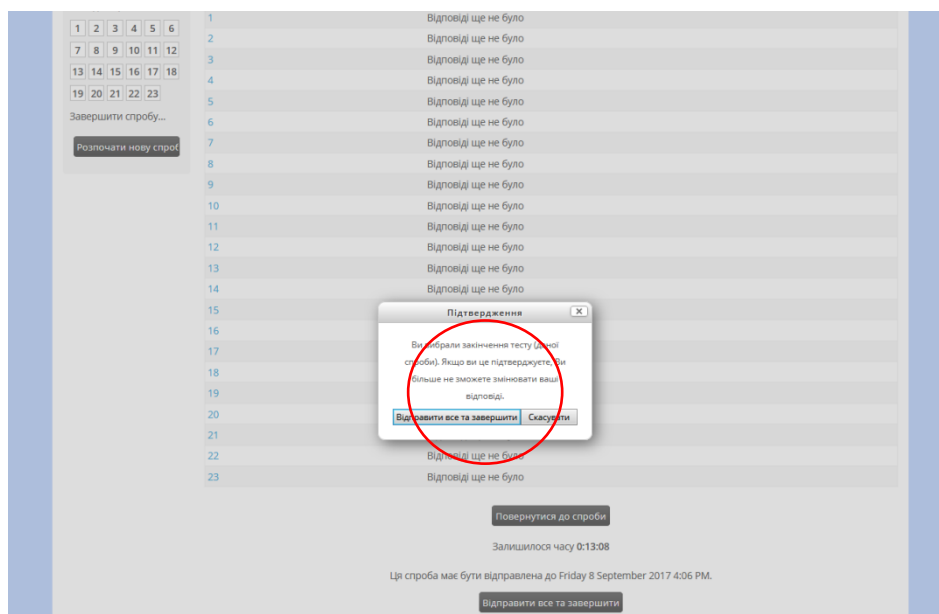 1 2 3 4 5 6
7 8 9 10 11 12
13 14 15 16 17 18
19 20 21 22 23
Завершити спробу...
Розпочати нову спроб
1 Відповіді ще не було
2 Відповіді ще не було
3 Відповіді ще не було
4 Відповіді ще не було
5 Відповіді ще не було
6 Відповіді ще не було
7 Відповіді ще не було
8 Відповіді ще не було
9 Відповіді ще не було
10 Відповіді ще не було
11 Відповіді ще не було
12 Відповіді ще не було
13 Відповіді ще не було
14 Відповіді ще не було
15
16
17
18
19
20
21
22 Відповіді ще не було
23 Відповіді ще не було
Підтвердження X
Ви вибрали закінчення тесту (даної
спроби). Якщо ви це підтверджуєте, Ви
більше не зможете змінювати ваші
відповіді.
Відправити все та завершити Скасувати
Повернутися до спроби
Залишилося часу 0:13:08
Ця спроба має бути відправлена до Friday 8 September 2017 4:06 PM.
Відправити все та завершити